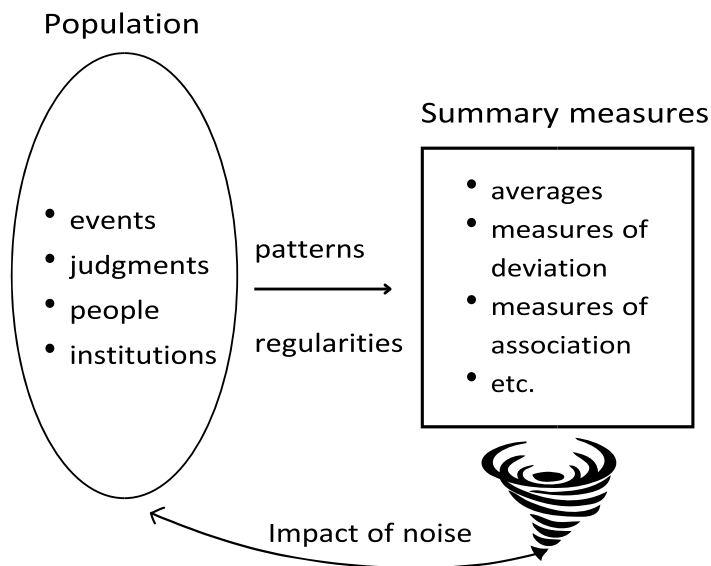 Population
• events
• judgments
• people
• institutions
patterns
regularities
Summary measures
• averages
• measures of
deviation
• measures of
association
• etc.
Impact of noise